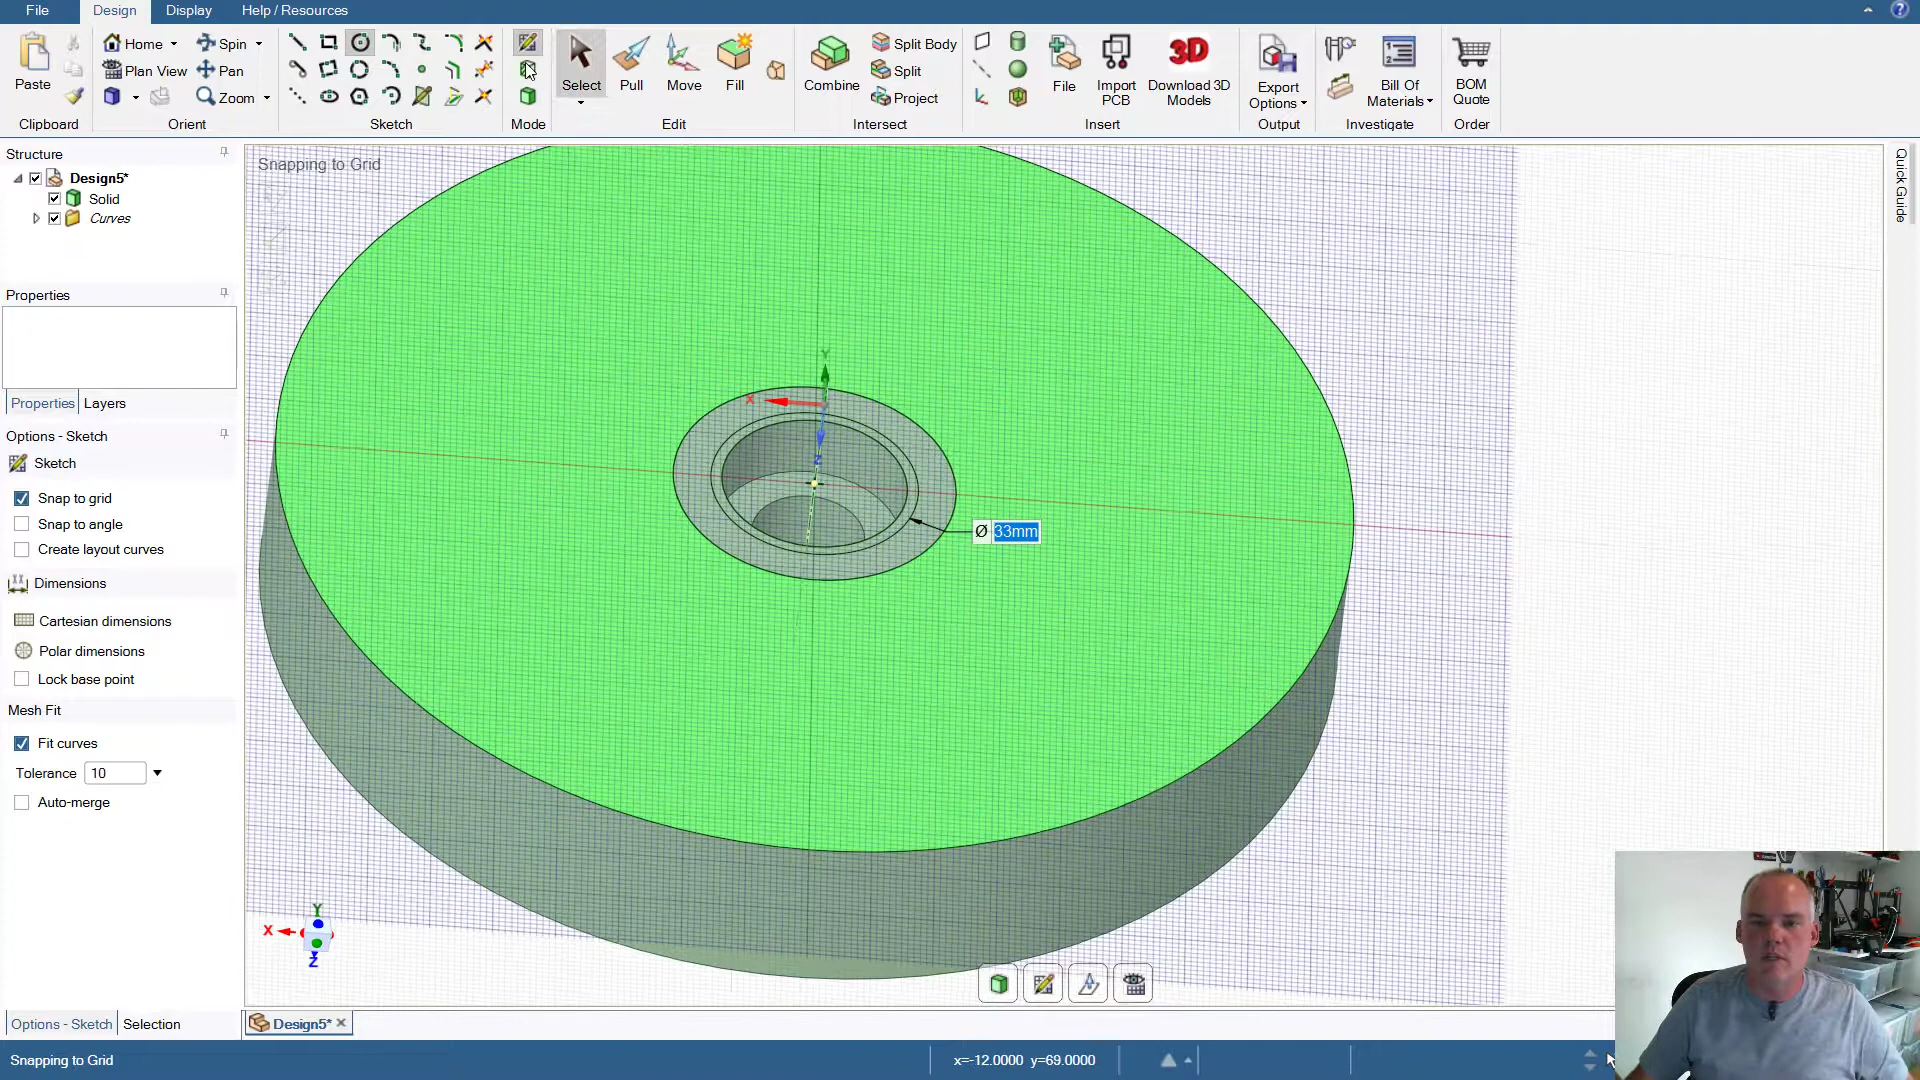 File Design Display Help / Resources
Paste
Clipboard
Home Spin
Plan View Pan
Zoom
Orient
Sketch
Mode
Select Pull Move Fill
Edit
Combine Split Body
Split
Project
Intersect
File Import PCB Download 3D Models
3D
Insert
Export Options
Output
Bill Of Materials
Investigate
BOM Quote
Order
Structure
Design5*
Solid
Curves
Properties
Properties Layers
Options - Sketch
Sketch
Snap to grid
Snap to angle
Create layout curves
Dimensions
Cartesian dimensions
Polar dimensions
Lock base point
Mesh Fit
Fit curves
Tolerance 10
Auto-merge
Options - Sketch Selection
Snapping to Grid
Y
X
Z
Ø 33mm
Y
X
Z
Quick Guide
Design5*
Snapping to Grid
x=-12.0000 y=69.0000